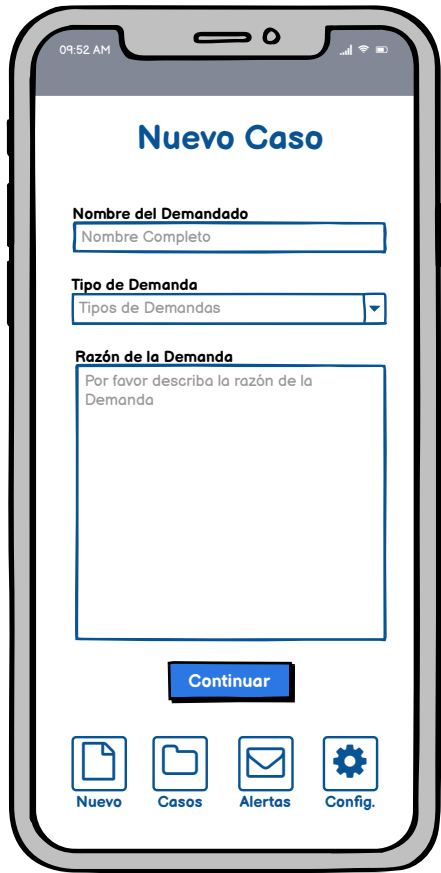 09:52 AM
Nuevo Caso
Nombre del Demandado
Nombre Completo
Tipo de Demanda
Tipos de Demandas
Razón de la Demanda
Por favor describa la razón de la
Demanda
Continuar
Nuevo Casos Alertas Config.